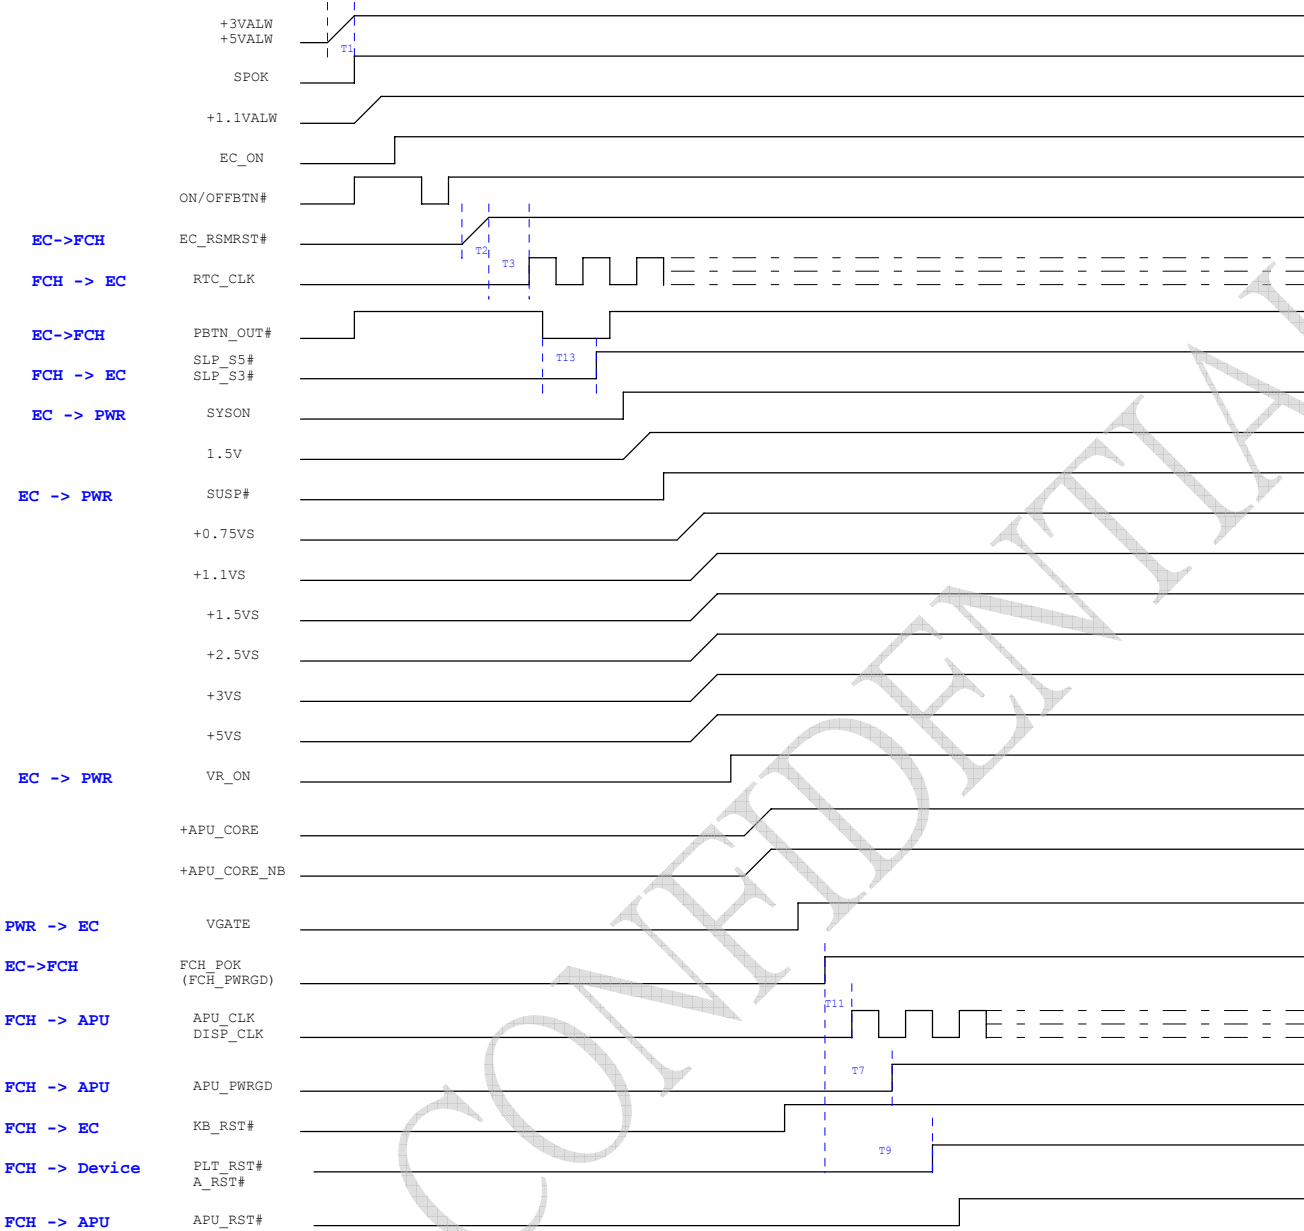 +3VALW
+5VALW
T1
SPOK
+1.1VALW
EC_ON
ON/OFFBTN#
EC->FCH EC_RSMRST#
T2
T3
FCH -> EC RTC_CLK
EC->FCH PBTN_OUT#
SLP_S5#
T13
FCH -> EC SLP_S3#
EC -> PWR SYSON
1.5V
EC -> PWR SUSP#
+0.75VS
+1.1VS
+1.5VS
+2.5VS
+3VS
+5VS
EC -> PWR VR_ON
+APU_CORE
+APU_CORE_NB
PWR -> EC VGATE
EC->FCH FCH_POK
(FCH_PWRGD)
T11
FCH -> APU APU_CLK
DISP_CLK
T7
FCH -> APU APU_PWRGD
FCH -> EC KB_RST#
T9
FCH -> Device PLT_RST#
A_RST#
FCH -> APU APU_RST#
CONFIDENTIAL